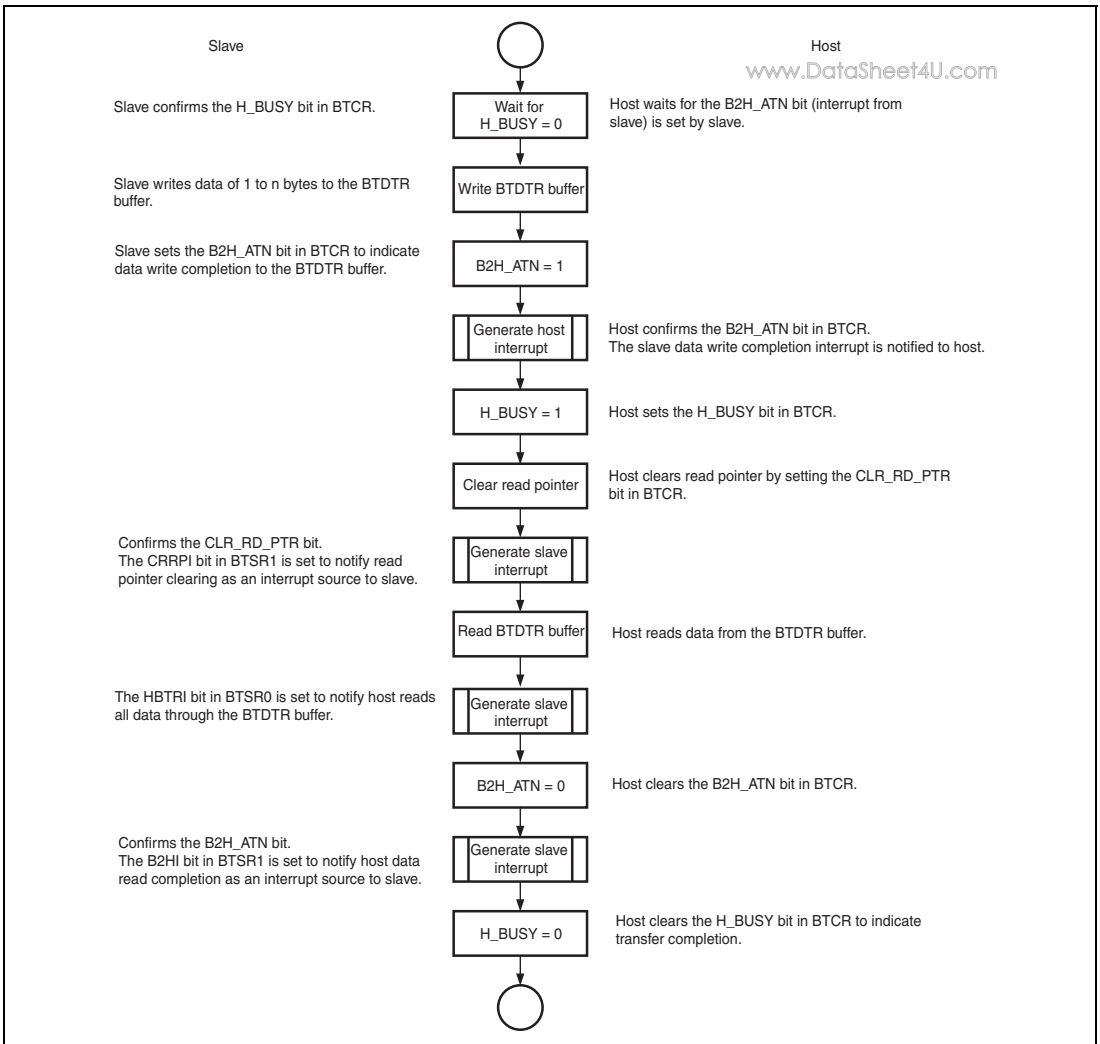 Slave
Host
www.DataSheet4U.com
Slave confirms the H_BUSY bit in BTCR.
Wait for
H_BUSY = 0
Host waits for the B2H_ATN bit (interrupt from
slave) is set by slave.
Slave writes data of 1 to n bytes to the BTDTR
buffer.
Write BTDTR buffer
Slave sets the B2H_ATN bit in BTCR to indicate
data write completion to the BTDTR buffer.
B2H_ATN = 1
Generate host
interrupt
Host confirms the B2H_ATN bit in BTCR.
The slave data write completion interrupt is notified to host.
H_BUSY = 1
Host sets the H_BUSY bit in BTCR.
Clear read pointer
Host clears read pointer by setting the CLR_RD_PTR
bit in BTCR.
Confirms the CLR_RD_PTR bit.
The CRRPI bit in BTSR1 is set to notify read
pointer clearing as an interrupt source to slave.
Generate slave
interrupt
Read BTDTR buffer
Host reads data from the BTDTR buffer.
The HBTRI bit in BTSR0 is set to notify host reads
all data through the BTDTR buffer.
Generate slave
interrupt
B2H_ATN = 0
Host clears the B2H_ATN bit in BTCR.
Confirms the B2H_ATN bit.
The B2HI bit in BTSR1 is set to notify host data
read completion as an interrupt source to slave.
Generate slave
interrupt
H_BUSY = 0
Host clears the H_BUSY bit in BTCR to indicate
transfer completion.